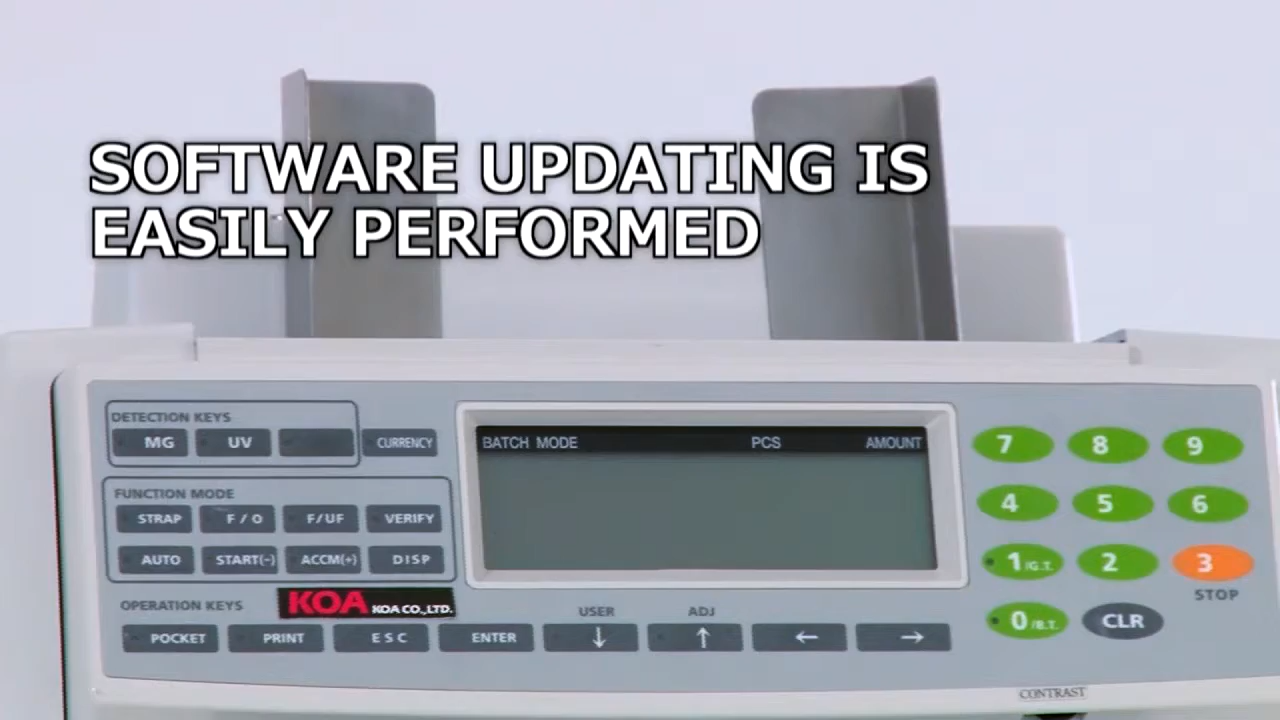 SOFTWARE UPDATING IS
EASILY PERFORMED
DETECTION KEYS
MG UV CURRENCY
BATCH MODE PCS AMOUNT
7 8 9
FUNCTION MODE
STRAP F / O F/UF VERIFY
4 5 6
AUTO START(-) ACCM(+) DISP
1/G.T. 2 3
STOP
OPERATION KEYS KOA KOA CO.,LTD.
USER ADJ
POCKET PRINT ESC ENTER ↓ ↑ ← →
0/B.T. CLR
CONTRAST